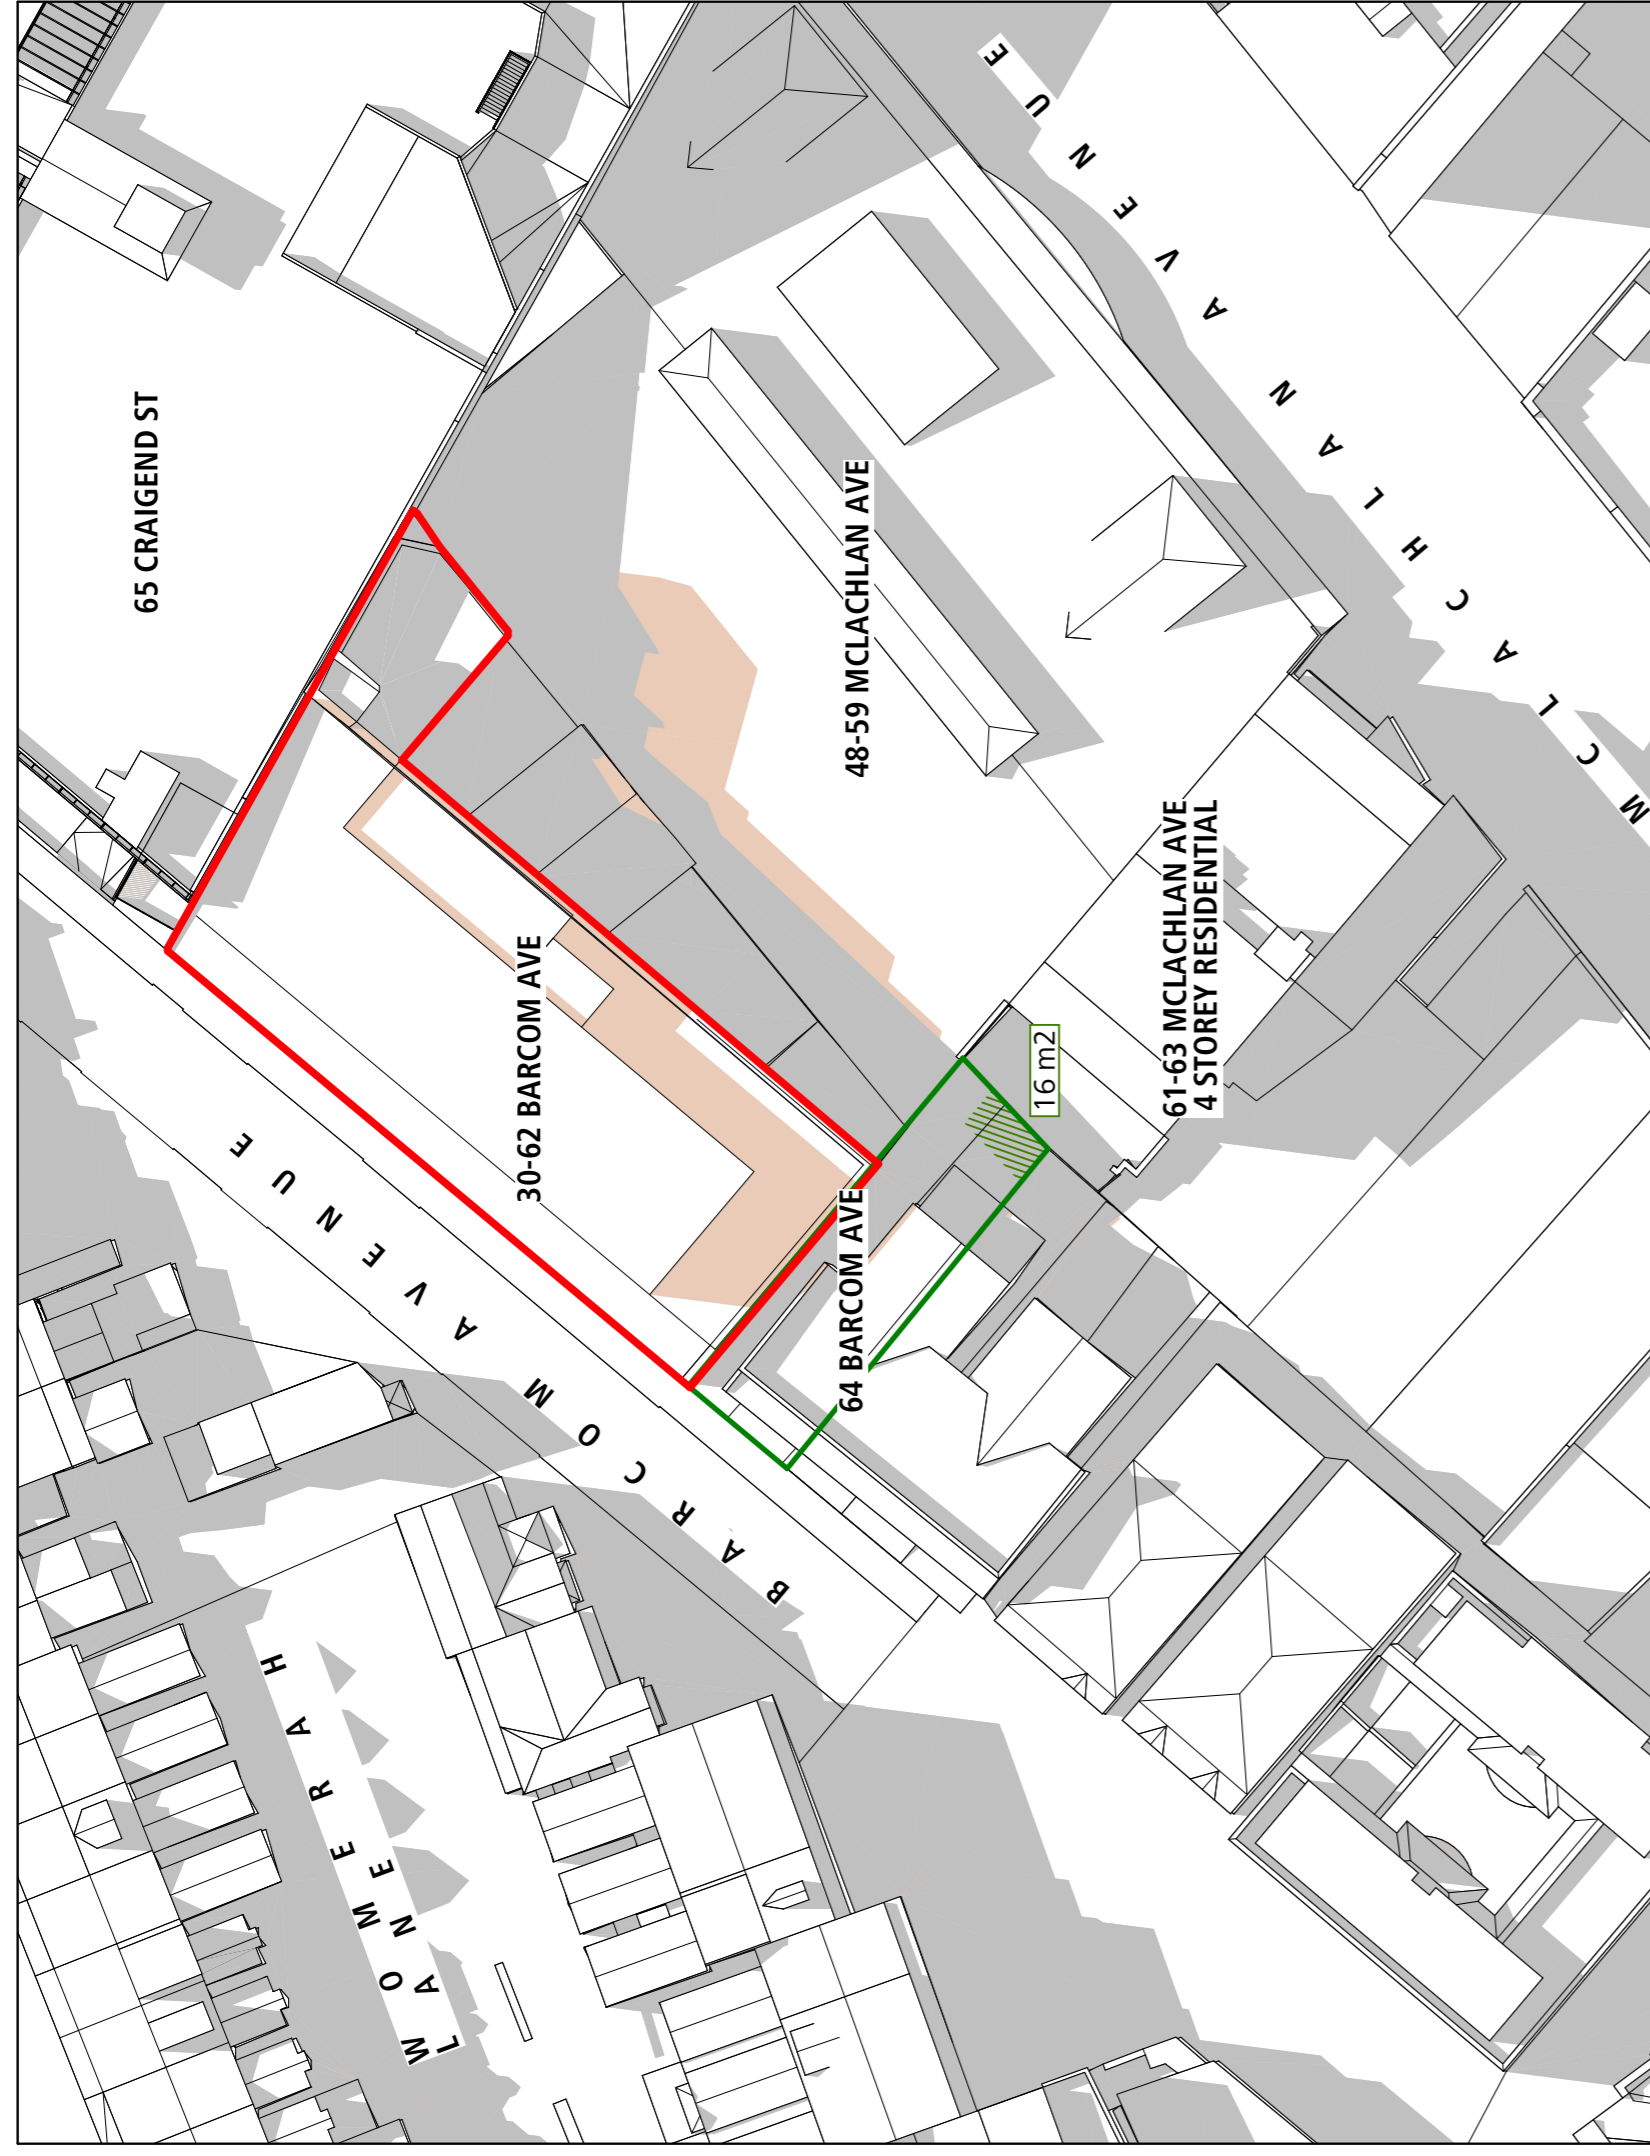 65 CRAIGEND ST
30-62 BARCOM AVE
64 BARCOM AVE
48-59 MCLACHLAN AVE
16 m2
61-63 MCLACHLAN AVE
4 STOREY RESIDENTIAL
WOMERAH
LANE
BARCOM AVENUE
MCLACHLAN AVENUE